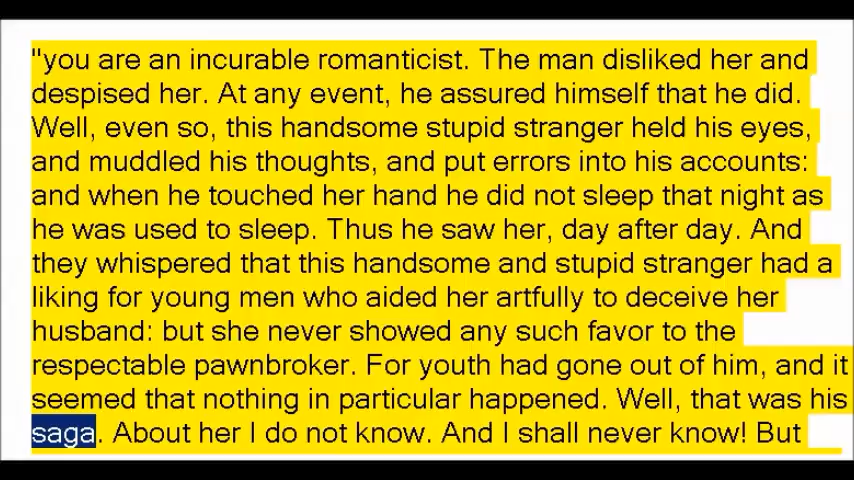 "you are an incurable romanticist. The man disliked her and
despised her. At any event, he assured himself that he did.
Well, even so, this handsome stupid stranger held his eyes,
and muddled his thoughts, and put errors into his accounts:
and when he touched her hand he did not sleep that night as
he was used to sleep. Thus he saw her, day after day. And
they whispered that this handsome and stupid stranger had a
liking for young men who aided her artfully to deceive her
husband: but she never showed any such favor to the
respectable pawnbroker. For youth had gone out of him, and it
seemed that nothing in particular happened. Well, that was his
saga. About her I do not know. And I shall never know! But